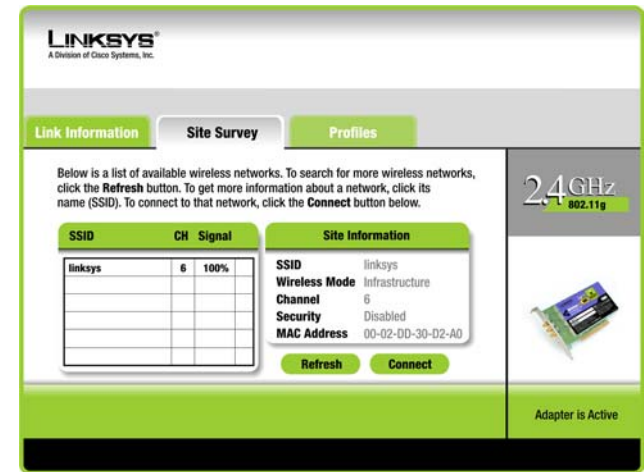 LINKSYS®
A Division of Cisco Systems, Inc.
Link Information Site Survey Profiles
Below is a list of available wireless networks. To search for more wireless networks,
click the Refresh button. To get more information about a network, click its
name (SSID). To connect to that network, click the Connect button below.
2.4GHz
802.11g
SSID CH Signal
linksys 6 100%
Site Information
SSID linksys
Wireless Mode Infrastructure
Channel 6
Security Disabled
MAC Address 00-02-DD-30-D2-A0
Refresh Connect
Adapter is Active